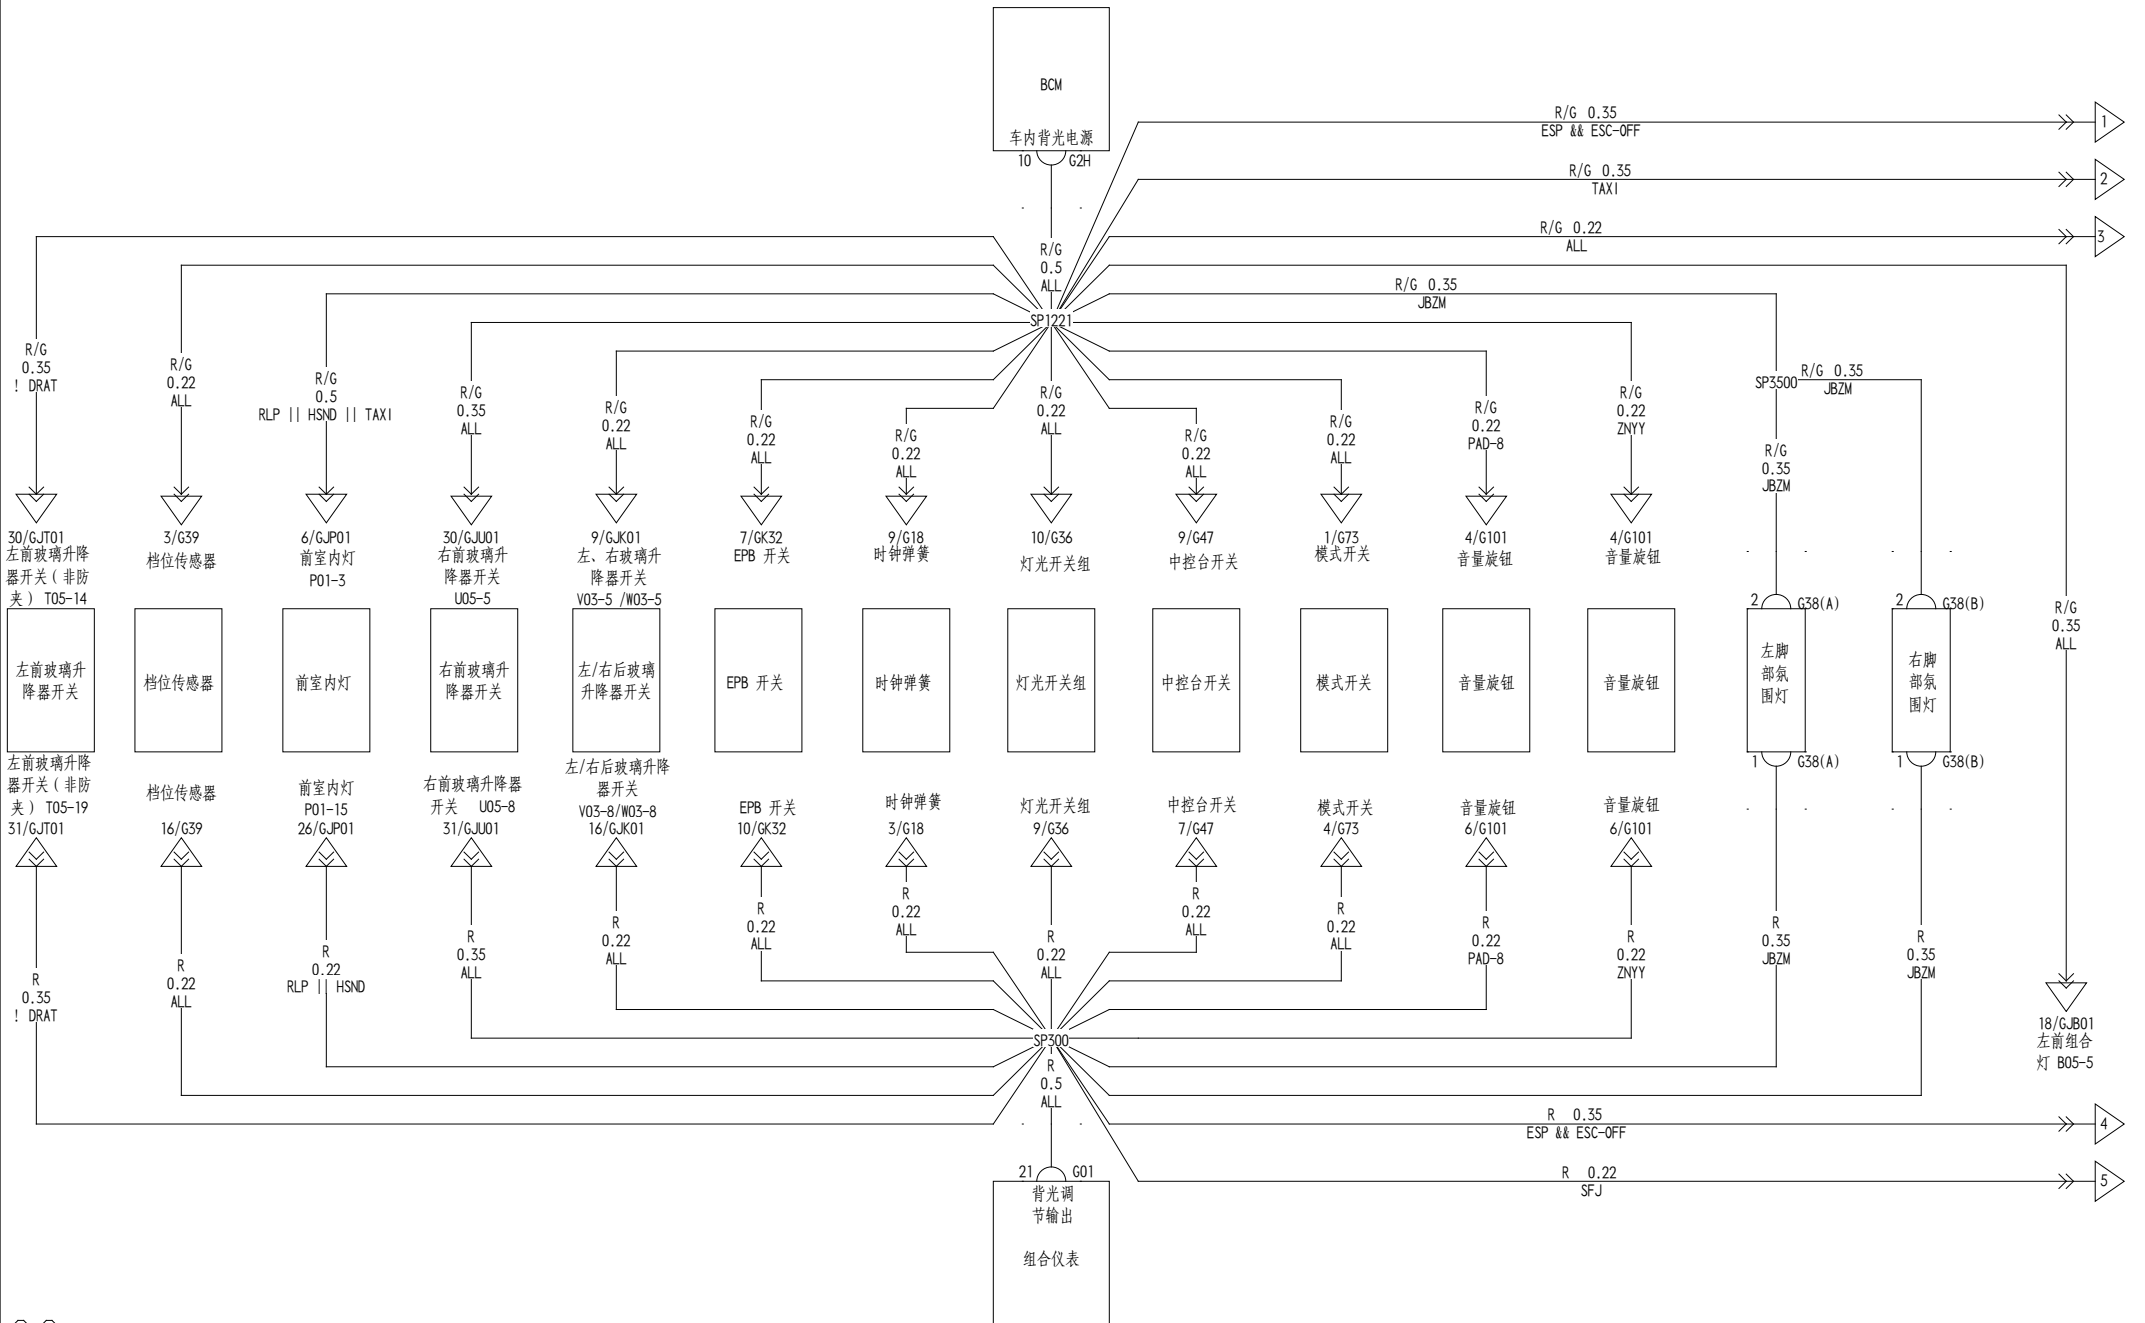 BCM
车内背光电源
10 G2H
R/G 0.35
ESP && ESC-OFF
1
R/G 0.35
TAXI
2
R/G 0.22
ALL
3
R/G
0.5
ALL
R/G 0.35
JBZM
SP1221
R/G
0.35
! DRAT
R/G
0.22
ALL
R/G
0.5
RLP || HSND || TAXI
R/G
0.35
ALL
R/G
0.22
ALL
R/G
0.22
ALL
R/G
0.22
ALL
R/G
0.22
ALL
R/G
0.22
ALL
R/G
0.22
ALL
R/G
0.22
PAD-8
R/G
0.22
ZNYY
SP3500
R/G 0.35
JBZM
R/G
0.35
JBZM
30/GJT01
左前玻璃升降
器开关(非防
夹) T05-14
3/G39
档位传感器
6/GJP01
前室内灯
P01-3
30/GJU01
右前玻璃升
降器开关
U05-5
9/GJK01
左、右玻璃升
降器开关
V03-5 /W03-5
7/GK32
EPB 开关
9/G18
时钟弹簧
10/G36
灯光开关组
9/G47
中控台开关
1/G73
模式开关
4/G101
音量旋钮
4/G101
音量旋钮
2 G38(A)
2 G38(B)
R/G
0.35
ALL
左前玻璃升
降器开关
档位传感器
前室内灯
右前玻璃升
降器开关
左/右后玻璃
升降器开关
EPB 开关
时钟弹簧
灯光开关组
中控台开关
模式开关
音量旋钮
音量旋钮
左脚
部氛
围灯
右脚
部氛
围灯
左前玻璃升降
器开关(非防
夹) T05-19
31/GJT01
档位传感器
16/G39
前室内灯
P01-15
26/GJP01
右前玻璃升降器
开关 U05-8
31/GJU01
左/右后玻璃升降
器开关
V03-8/W03-8
16/GJK01
EPB 开关
10/GK32
时钟弹簧
3/G18
灯光开关组
9/G36
中控台开关
7/G47
模式开关
4/G73
音量旋钮
6/G101
音量旋钮
6/G101
1 G38(A)
1 G38(B)
R
0.35
! DRAT
R
0.22
ALL
R
0.22
RLP || HSND
R
0.35
ALL
R
0.22
ALL
R
0.22
ALL
R
0.22
ALL
R
0.22
ALL
R
0.22
ALL
R
0.22
ALL
R
0.22
PAD-8
R
0.22
ZNYY
R
0.35
JBZM
R
0.35
JBZM
18/GJB01
左前组合
灯 B05-5
SP300
R
0.5
ALL
R 0.35
ESP && ESC-OFF
4
R 0.22
SFJ
5
21 G01
背光调
节输出
组合仪表